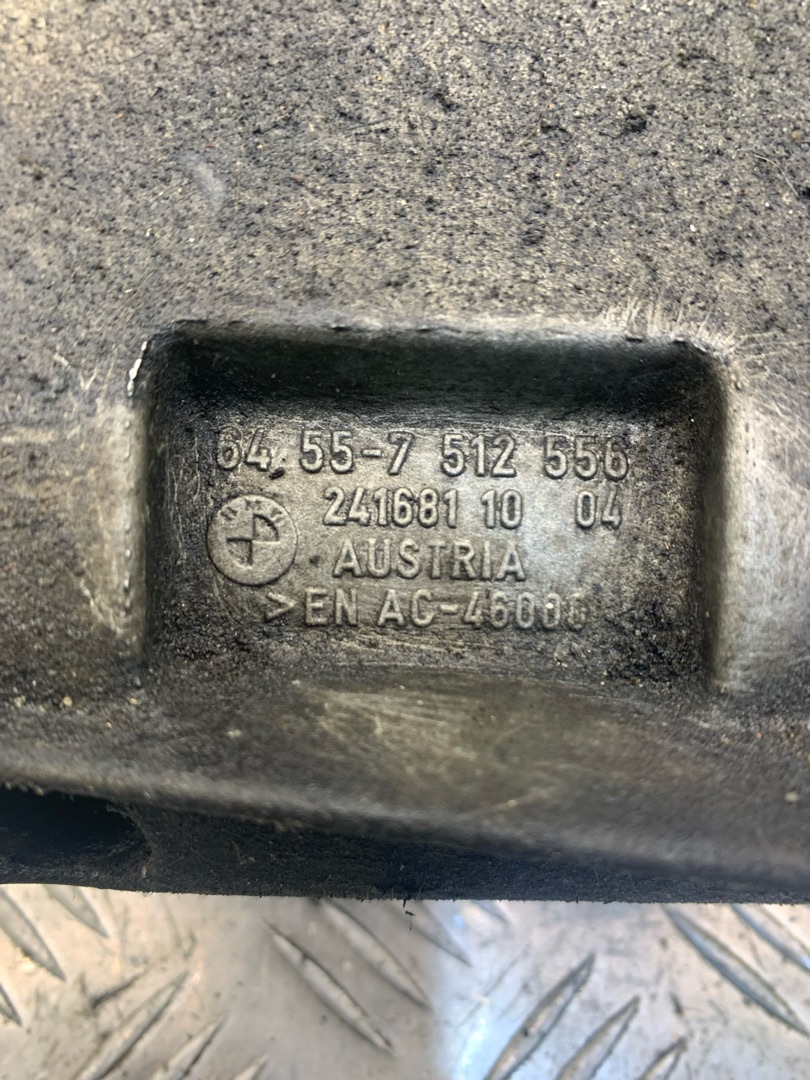 64.55-7 512 556
241681 10 04
AUSTRIA
>EN AC-46000